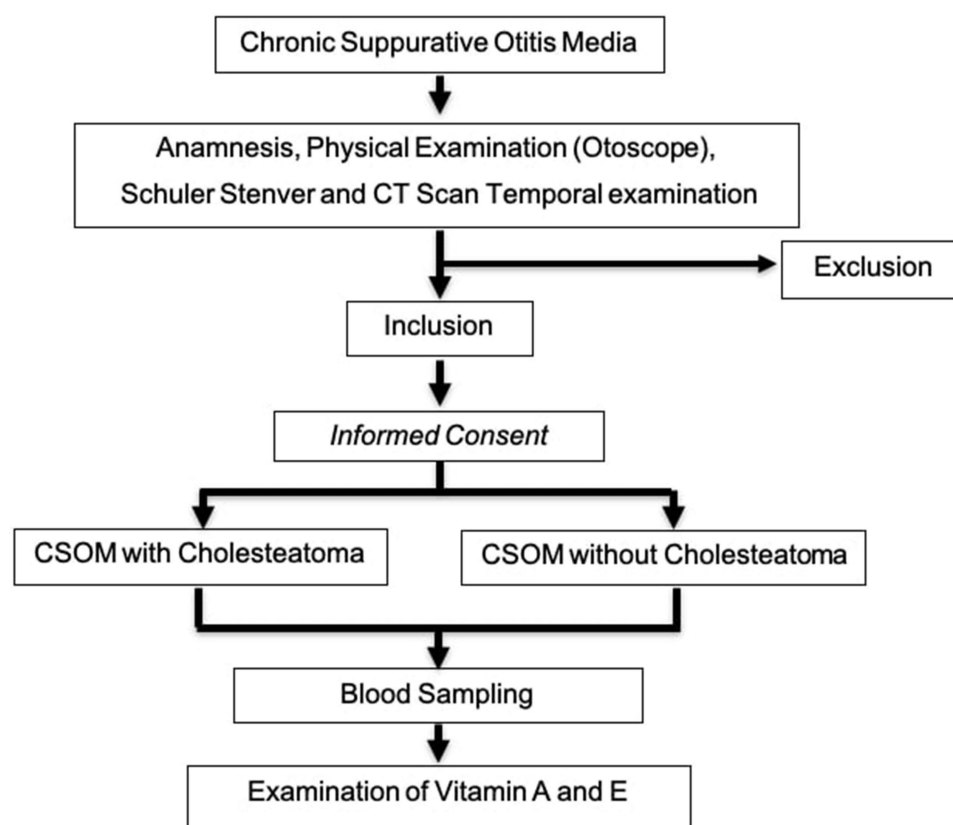 Chronic Suppurative Otitis Media
Anamnesis, Physical Examination (Otoscope),
Schuler Stenver and CT Scan Temporal examination
Exclusion
Inclusion
Informed Consent
CSOM with Cholesteatoma
CSOM without Cholesteatoma
Blood Sampling
Examination of Vitamin A and E